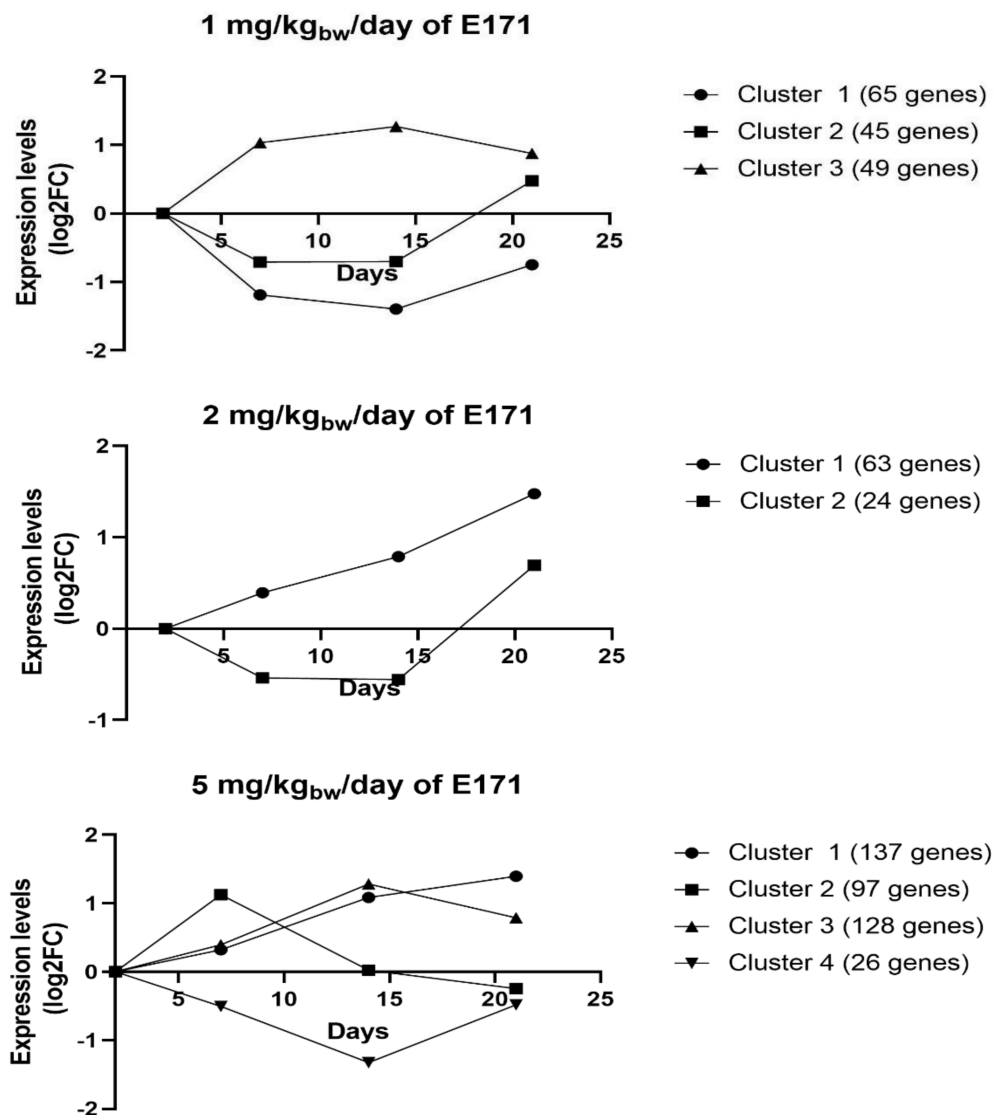 1 mg/kgbw/day of E171
Expression levels
(log2FC)
2
1
0
-1
-2
5
10
15
20
25
Days
Cluster 1 (65 genes)
Cluster 2 (45 genes)
Cluster 3 (49 genes)
2 mg/kgbw/day of E171
Expression levels
(log2FC)
2
1
0
-1
5
10
15
20
25
Days
Cluster 1 (63 genes)
Cluster 2 (24 genes)
5 mg/kgbw/day of E171
Expression levels
(log2FC)
2
1
0
-1
-2
5
10
15
20
25
Days
Cluster 1 (137 genes)
Cluster 2 (97 genes)
Cluster 3 (128 genes)
Cluster 4 (26 genes)